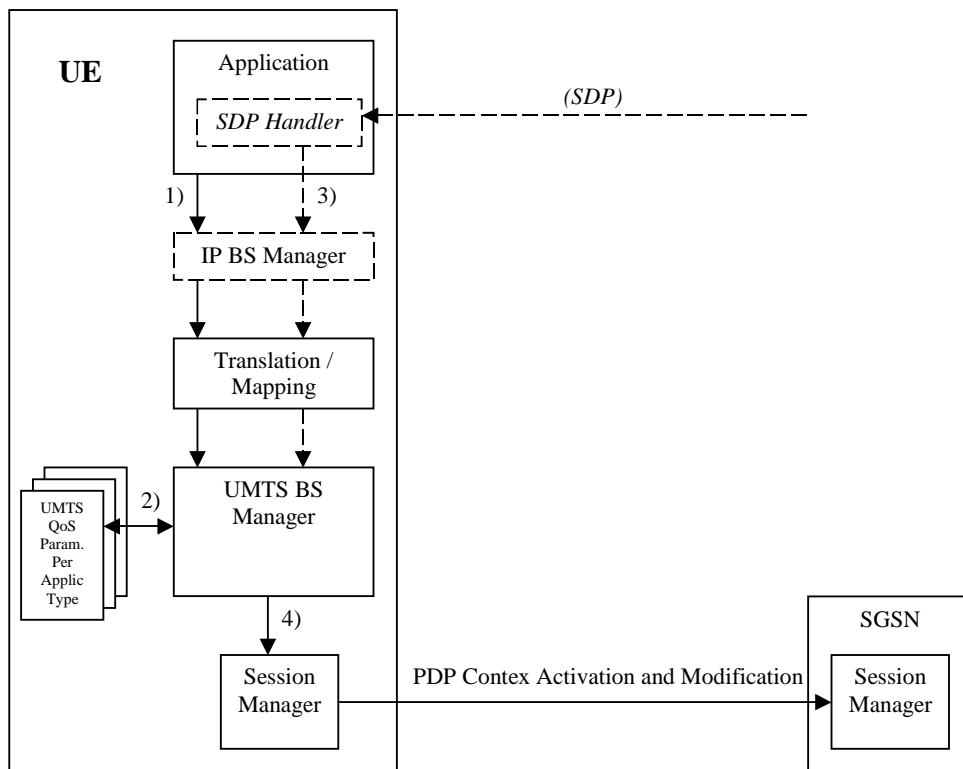 UE
Application
(SDP)
SDP Handler
1)
3)
IP BS Manager
Translation /
Mapping
UMTS BS
Manager
2)
UMTS
QoS
Param.
Per
Applic
Type
4)
SGSN
Session
Manager
PDP Contex Activation and Modification
Session
Manager